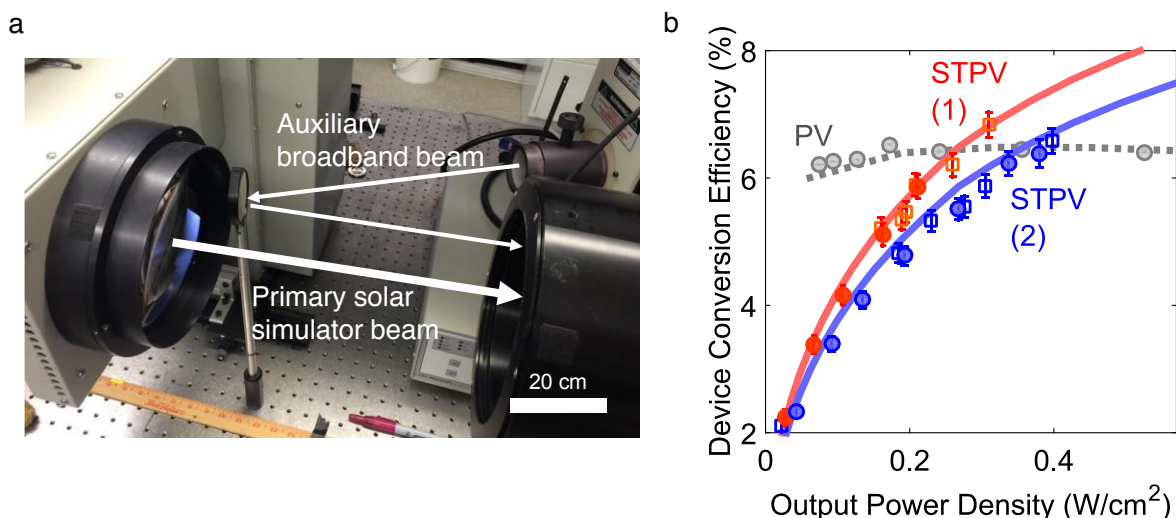 a
Auxiliary
broadband beam
Primary solar
simulator beam
20 cm
b
Device Conversion Efficiency (%)
8
6
4
2
STPV
(1)
PV
STPV
(2)
0
0.2
0.4
Output Power Density (W/cm²)